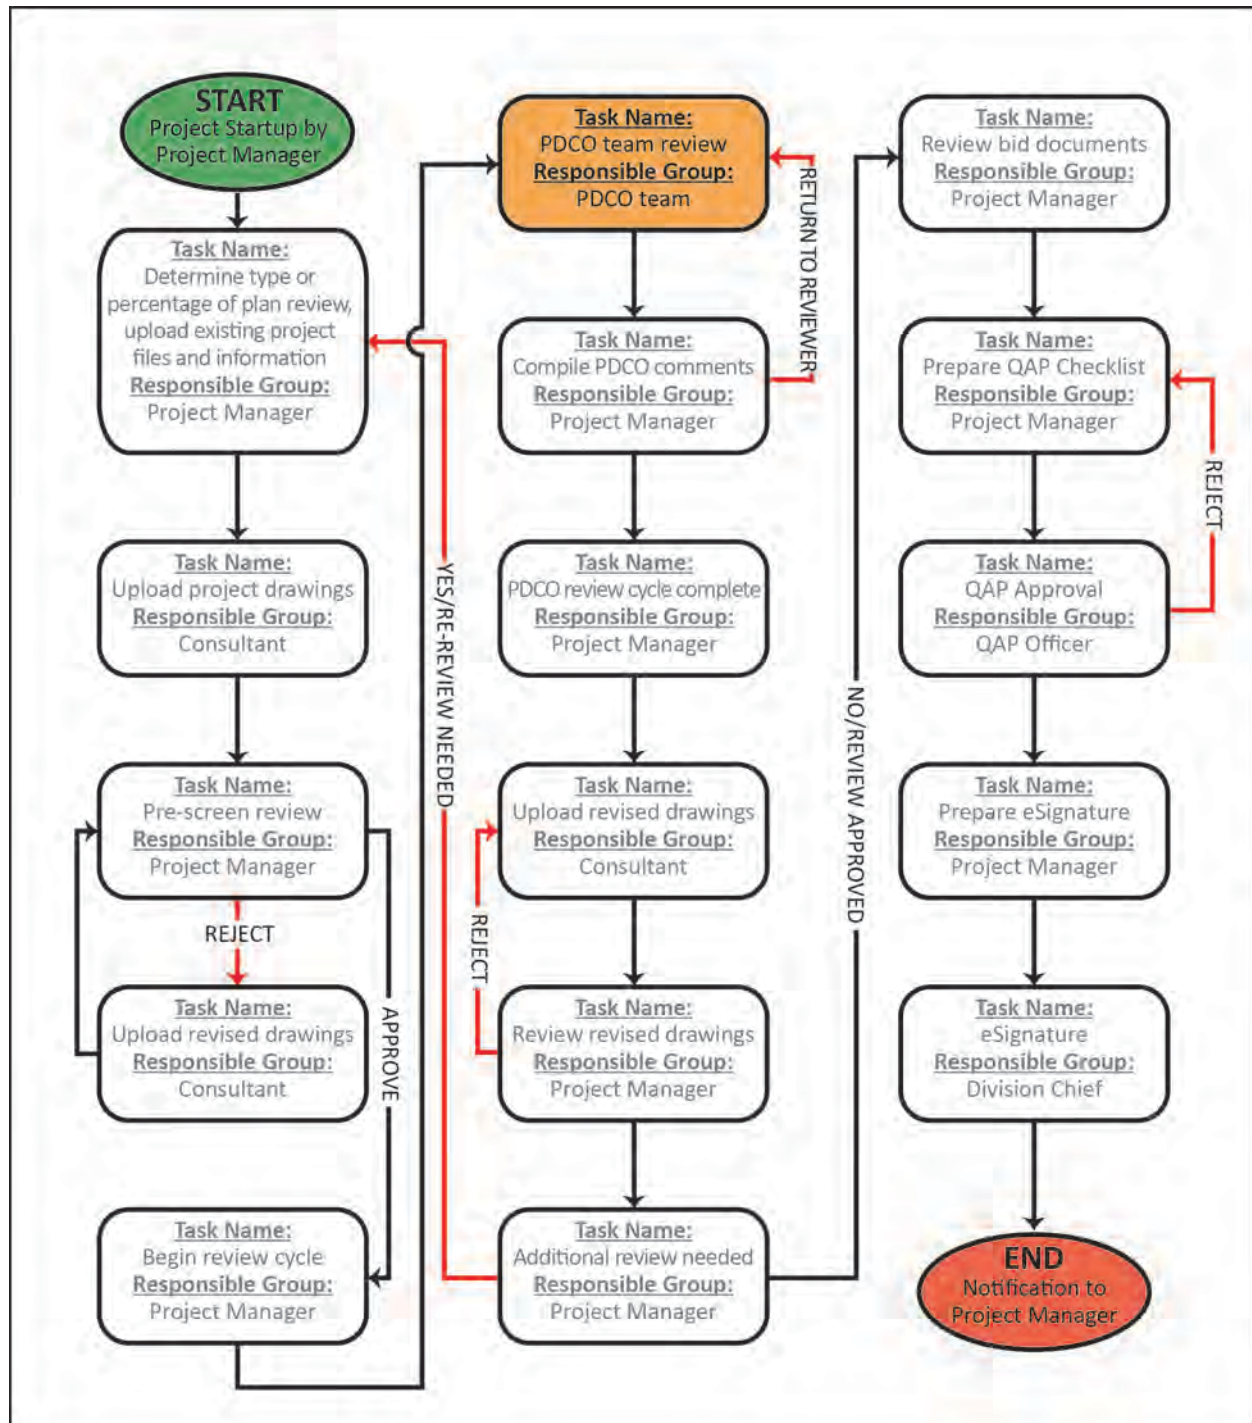 START
Project Startup by
Project Manager
Task Name:
Determine type or
percentage of plan review,
upload existing project
files and information
Responsible Group:
Project Manager
Task Name:
Upload project drawings
Responsible Group:
Consultant
Task Name:
Pre-screen review
Responsible Group:
Project Manager
REJECT
Task Name:
Upload revised drawings
Responsible Group:
Consultant
APPROVE
Task Name:
Begin review cycle
Responsible Group:
Project Manager
Task Name:
PDCO team review
Responsible Group:
PDCO team
RETURN TO REVIEWER
Task Name:
Compile PDCO comments
Responsible Group:
Project Manager
Task Name:
PDCO review cycle complete
Responsible Group:
Project Manager
YES/RE-REVIEW NEEDED
Task Name:
Upload revised drawings
Responsible Group:
Consultant
REJECT
Task Name:
Review revised drawings
Responsible Group:
Project Manager
Task Name:
Additional review needed
Responsible Group:
Project Manager
NO/REVIEW APPROVED
Task Name:
Review bid documents
Responsible Group:
Project Manager
Task Name:
Prepare QAP Checklist
Responsible Group:
Project Manager
REJECT
Task Name:
QAP Approval
Responsible Group:
QAP Officer
Task Name:
Prepare eSignature
Responsible Group:
Project Manager
Task Name:
eSignature
Responsible Group:
Division Chief
END
Notification to
Project Manager